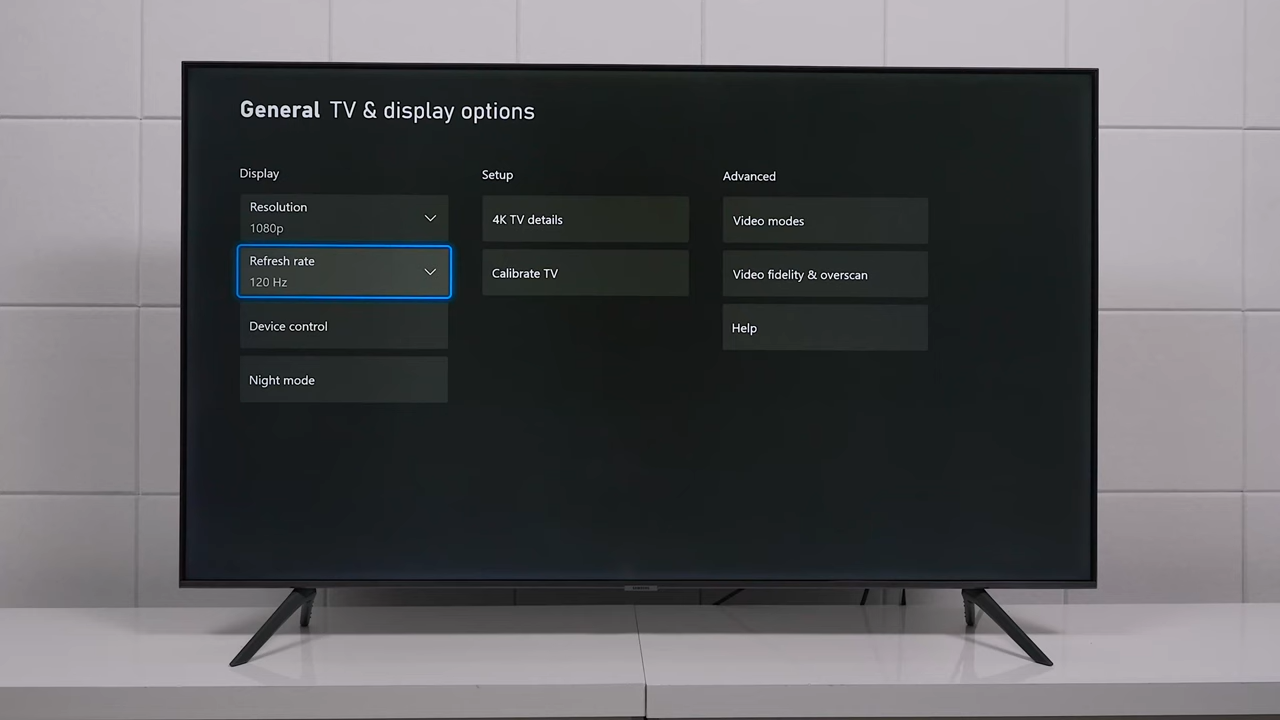 General TV & display options
Display
Resolution
1080p
Refresh rate
120 Hz
Device control
Night mode
Setup
4K TV details
Calibrate TV
Advanced
Video modes
Video fidelity & overscan
Help